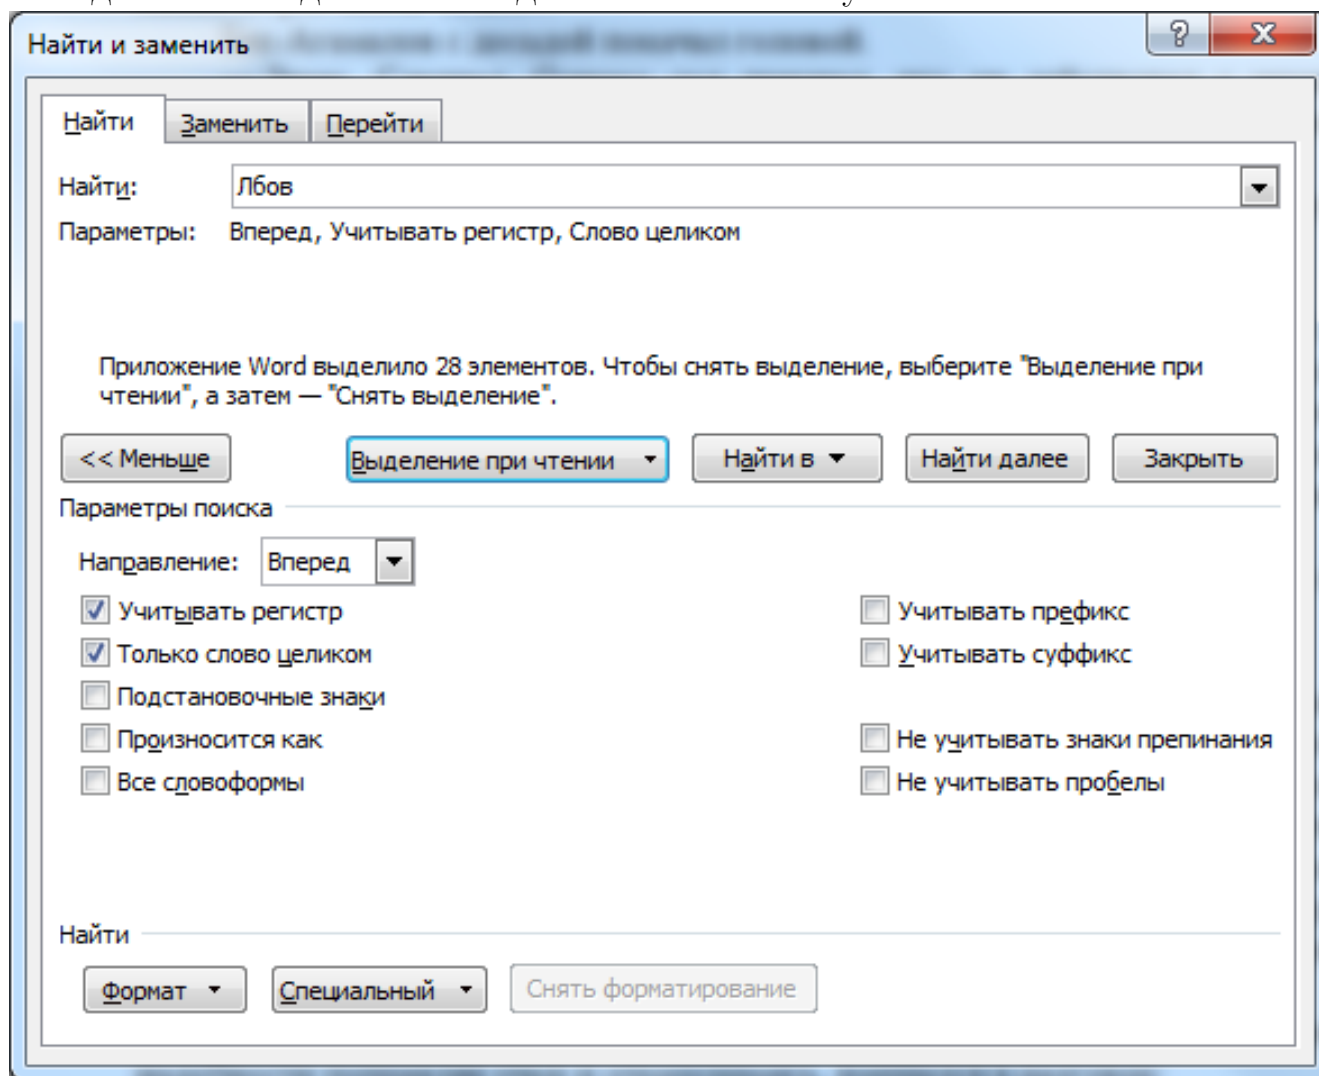 Найти и заменить
Найти Заменить Перейти
Найти: Лбов
Параметры: Вперед, Учитывать регистр, Слово целиком
Приложение Word выделило 28 элементов. Чтобы снять выделение, выберите "Выделение при
чтении", а затем — "Снять выделение".
<< Меньше Выделение при чтении Найти в Найти далее Закрыть
Параметры поиска
Направление: Вперед
Учитывать регистр Учитывать префикс
Только слово целиком Учитывать суффикс
Подстановочные знаки
Произносится как Не учитывать знаки препинания
Все словоформы Не учитывать пробелы
Найти
Формат Специальный Снять форматирование